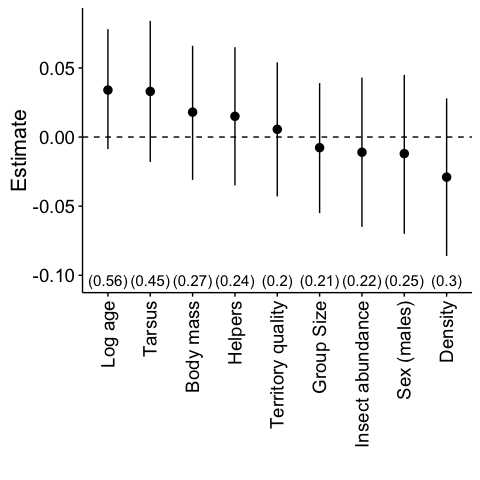 Estimate
0.05
0.00
-0.05
-0.10
(0.56) (0.45) (0.27) (0.24) (0.2) (0.21) (0.22) (0.25) (0.3)
Log age
Tarsus
Body mass
Helpers
Territory quality
Group Size
Insect abundance
Sex (males)
Density